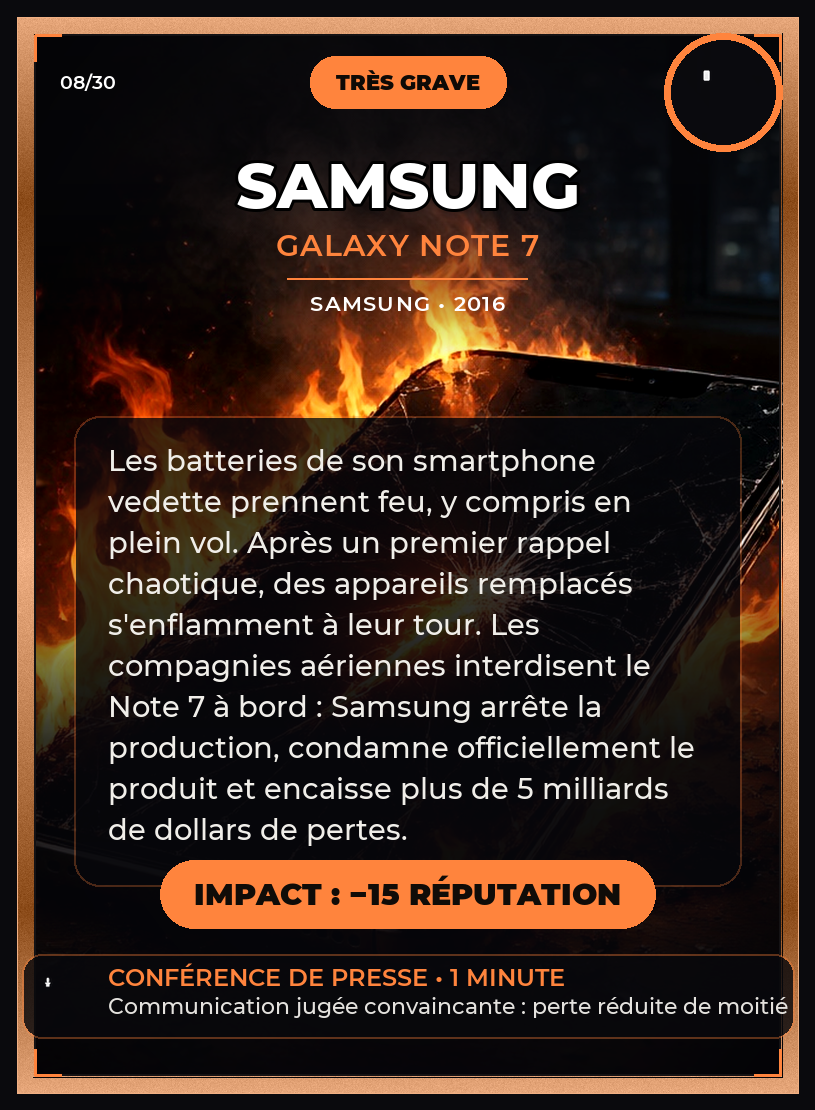 08/30
TRÈS GRAVE
SAMSUNG
GALAXY NOTE 7
SAMSUNG • 2016
Les batteries de son smartphone
vedette prennent feu, y compris en
plein vol. Après un premier rappel
chaotique, des appareils remplacés
s'enflamment à leur tour. Les
compagnies aériennes interdisent le
Note 7 à bord : Samsung arrête la
production, condamne officiellement le
produit et encaisse plus de 5 milliards
de dollars de pertes.
IMPACT : −15 RÉPUTATION
CONFÉRENCE DE PRESSE • 1 MINUTE
Communication jugée convaincante : perte réduite de moitié